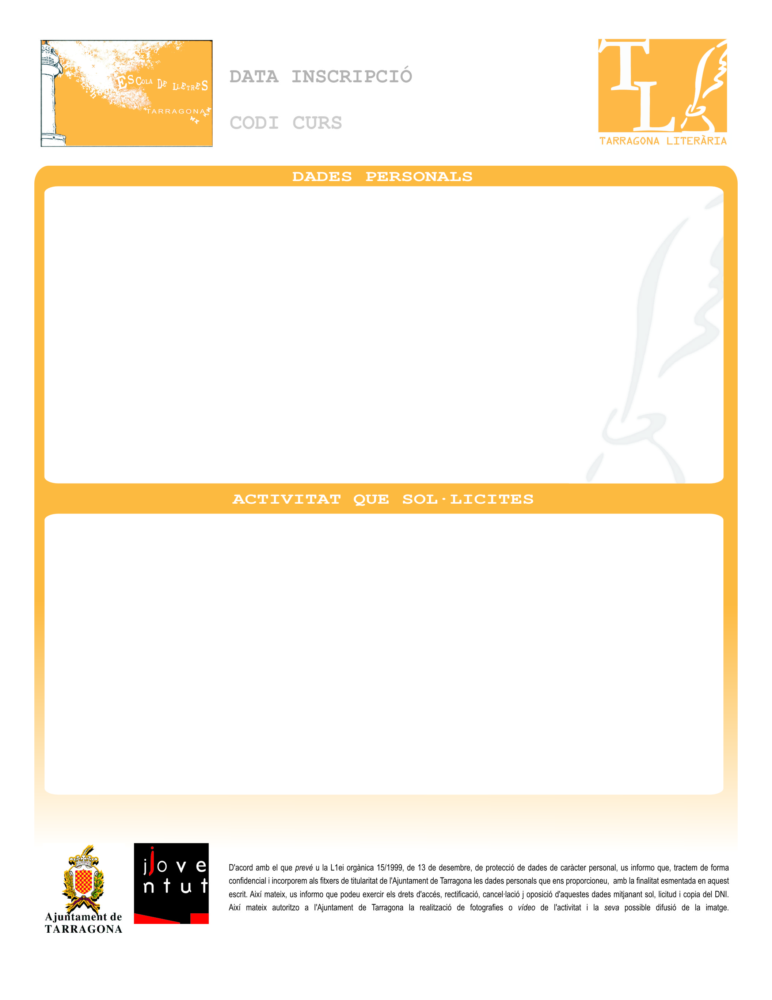 ESCOLA DE LLETRES
TARRAGONA
DATA INSCRIPCIÓ
CODI CURS
TL
TARRAGONA LITERÀRIA
DADES PERSONALS
ACTIVITAT QUE SOL·LICITES
Ajuntament de
TARRAGONA
jJove
ntut
D'acord amb el que prevé u la L1ei orgànica 15/1999, de 13 de desembre, de protecció de dades de caràcter personal, us informo que, tractem de forma
confidencial i incorporem als fitxers de titularitat de l'Ajuntament de Tarragona les dades personals que ens proporcioneu, amb la finalitat esmentada en aquest
escrit. Així mateix, us informo que podeu exercir els drets d'accés, rectificació, cancel·lació j oposició d'aquestes dades mitjanant sol, licitud i copia del DNI.
Així mateix autoritzo a l'Ajuntament de Tarragona la realització de fotografies o vídeo de l'activitat i la seva possible difusió de la imatge.